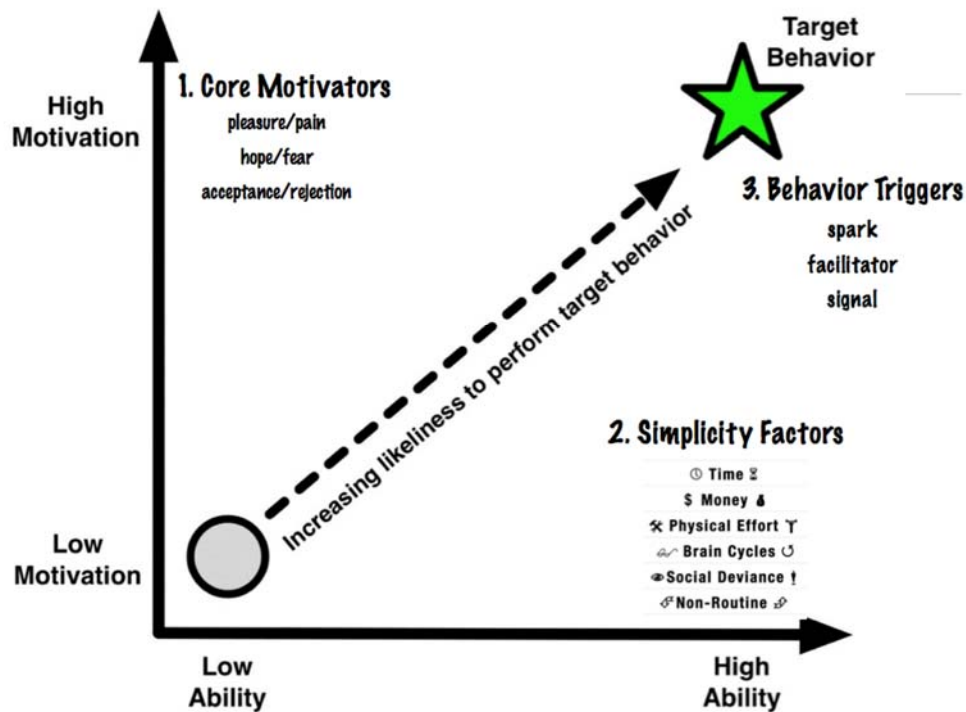 Target
Behavior
High
Motivation
1. Core Motivators
pleasure/pain
hope/fear
acceptance/rejection
3. Behavior Triggers
spark
facilitator
signal
Increasing likeliness to perform target behavior
2. Simplicity Factors
Time
$ Money
Physical Effort
Brain Cycles
Social Deviance
Non-Routine
Low
Motivation
Low
Ability
High
Ability